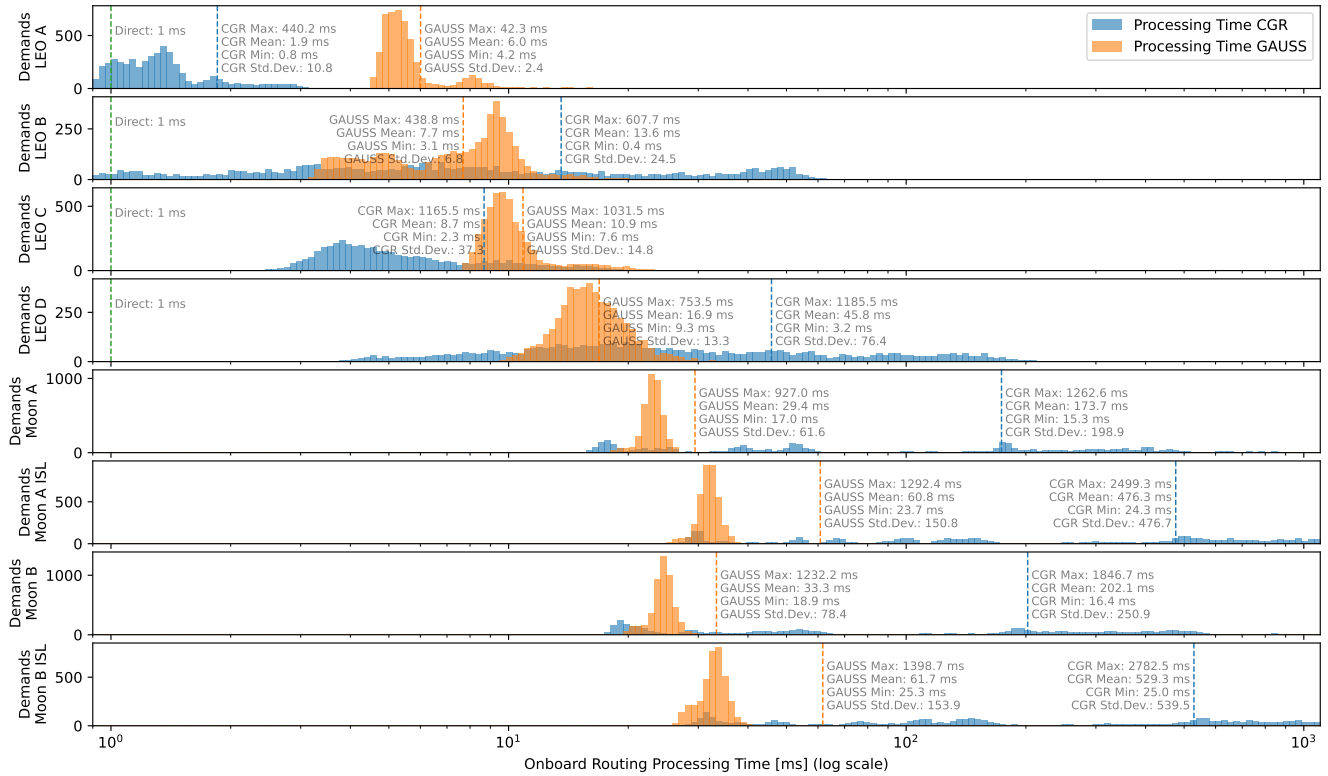 Demands
LEO A
500
0
Direct: 1 ms
CGR Max: 440.2 ms
CGR Mean: 1.9 ms
CGR Min: 0.8 ms
CGR Std.Dev.: 10.8
GAUSS Max: 42.3 ms
GAUSS Mean: 6.0 ms
GAUSS Min: 4.2 ms
GAUSS Std.Dev.: 2.4
Processing Time CGR
Processing Time GAUSS
Demands
LEO B
250
0
Direct: 1 ms
GAUSS Max: 438.8 ms
GAUSS Mean: 7.7 ms
GAUSS Min: 3.1 ms
GAUSS Std.Dev.: 6.8
CGR Max: 607.7 ms
CGR Mean: 13.6 ms
CGR Min: 0.4 ms
CGR Std.Dev.: 24.5
Demands
LEO C
500
0
Direct: 1 ms
CGR Max: 1165.5 ms
CGR Mean: 8.7 ms
CGR Min: 2.3 ms
CGR Std.Dev.: 37.3
GAUSS Max: 1031.5 ms
GAUSS Mean: 10.9 ms
GAUSS Min: 7.6 ms
GAUSS Std.Dev.: 14.8
Demands
LEO D
250
0
Direct: 1 ms
GAUSS Max: 753.5 ms
GAUSS Mean: 16.9 ms
GAUSS Min: 9.3 ms
GAUSS Std.Dev.: 13.3
CGR Max: 1185.5 ms
CGR Mean: 45.8 ms
CGR Min: 3.2 ms
CGR Std.Dev.: 76.4
Demands
Moon A
1000
0
GAUSS Max: 927.0 ms
GAUSS Mean: 29.4 ms
GAUSS Min: 17.0 ms
GAUSS Std.Dev.: 61.6
CGR Max: 1262.6 ms
CGR Mean: 173.7 ms
CGR Min: 15.3 ms
CGR Std.Dev.: 198.9
Demands
Moon A ISL
500
0
GAUSS Max: 1292.4 ms
GAUSS Mean: 60.8 ms
GAUSS Min: 23.7 ms
GAUSS Std.Dev.: 150.8
CGR Max: 2499.3 ms
CGR Mean: 476.3 ms
CGR Min: 24.3 ms
CGR Std.Dev.: 476.7
Demands
Moon B
1000
0
GAUSS Max: 1232.2 ms
GAUSS Mean: 33.3 ms
GAUSS Min: 18.9 ms
GAUSS Std.Dev.: 78.4
CGR Max: 1846.7 ms
CGR Mean: 202.1 ms
CGR Min: 16.4 ms
CGR Std.Dev.: 250.9
Demands
Moon B ISL
500
0
GAUSS Max: 1398.7 ms
GAUSS Mean: 61.7 ms
GAUSS Min: 25.3 ms
GAUSS Std.Dev.: 153.9
CGR Max: 2782.5 ms
CGR Mean: 529.3 ms
CGR Min: 25.0 ms
CGR Std.Dev.: 539.5
10⁰ 10¹ 10² 10³
Onboard Routing Processing Time [ms] (log scale)